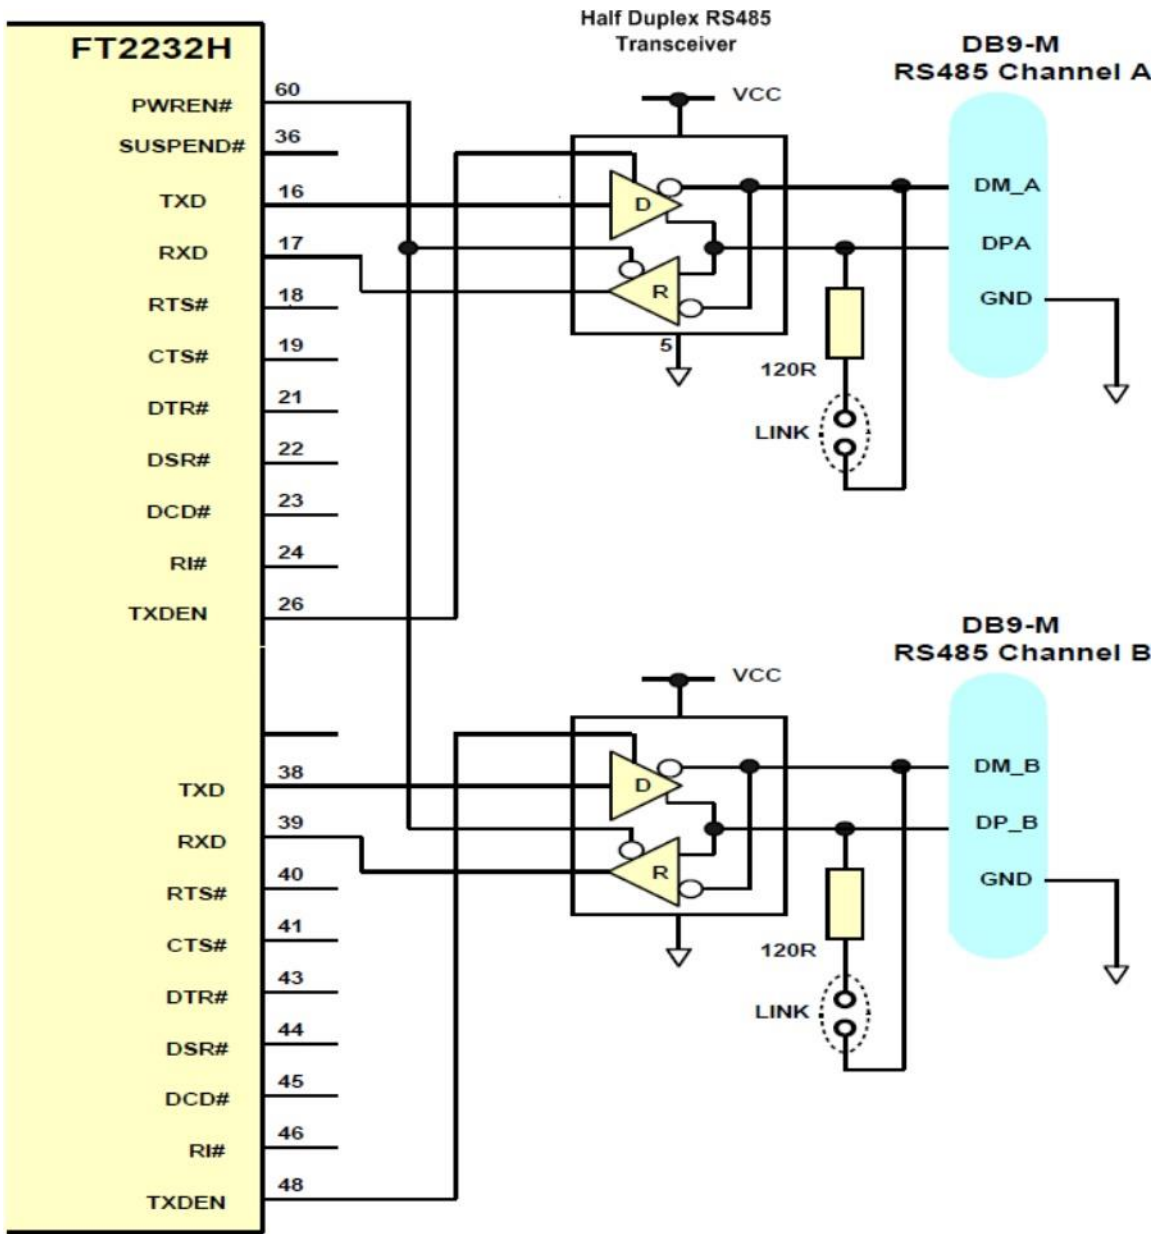 Half Duplex RS485
Transceiver
FT2232H
DB9-M
RS485 Channel A
PWREN#
60
VCC
SUSPEND#
36
TXD
16
D
DM_A
RXD
17
DPA
RTS#
18
R
GND
CTS#
19
5
120R
DTR#
21
LINK
DSR#
22
DCD#
23
RI#
24
TXDEN
26
DB9-M
RS485 Channel B
VCC
TXD
38
D
DM_B
RXD
39
DP_B
RTS#
40
R
GND
CTS#
41
120R
DTR#
43
LINK
DSR#
44
DCD#
45
RI#
46
TXDEN
48